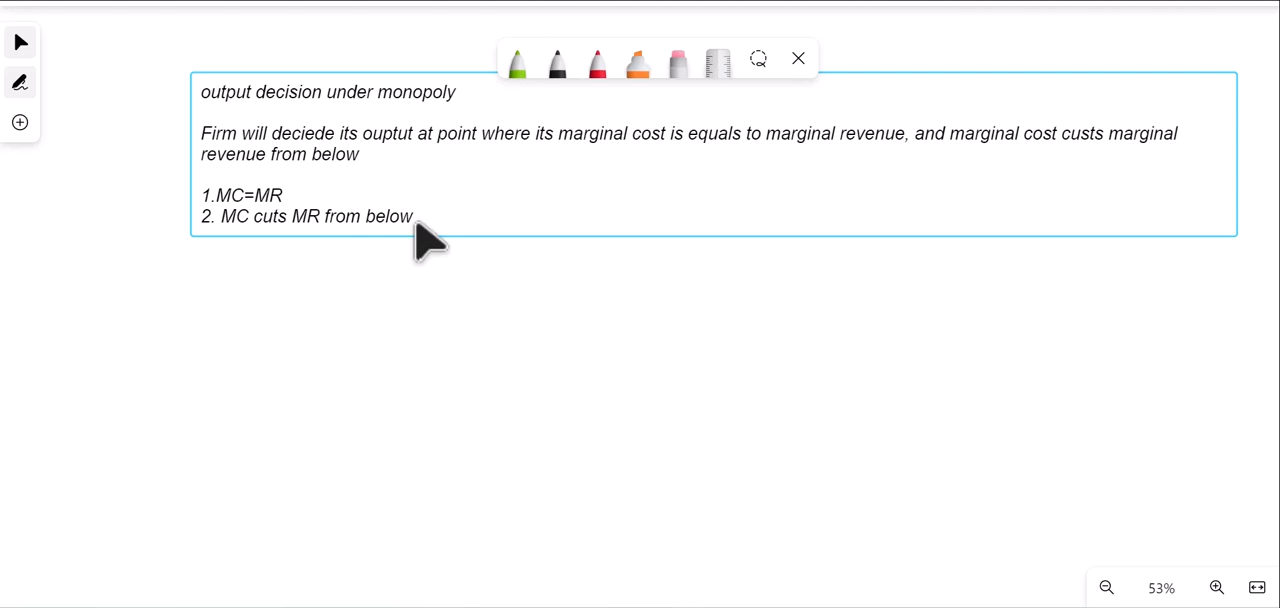 output decision under monopoly
Firm will deciede its ouptut at point where its marginal cost is equals to marginal revenue, and marginal cost custs marginal
revenue from below
1.MC=MR
2. MC cuts MR from below
53%